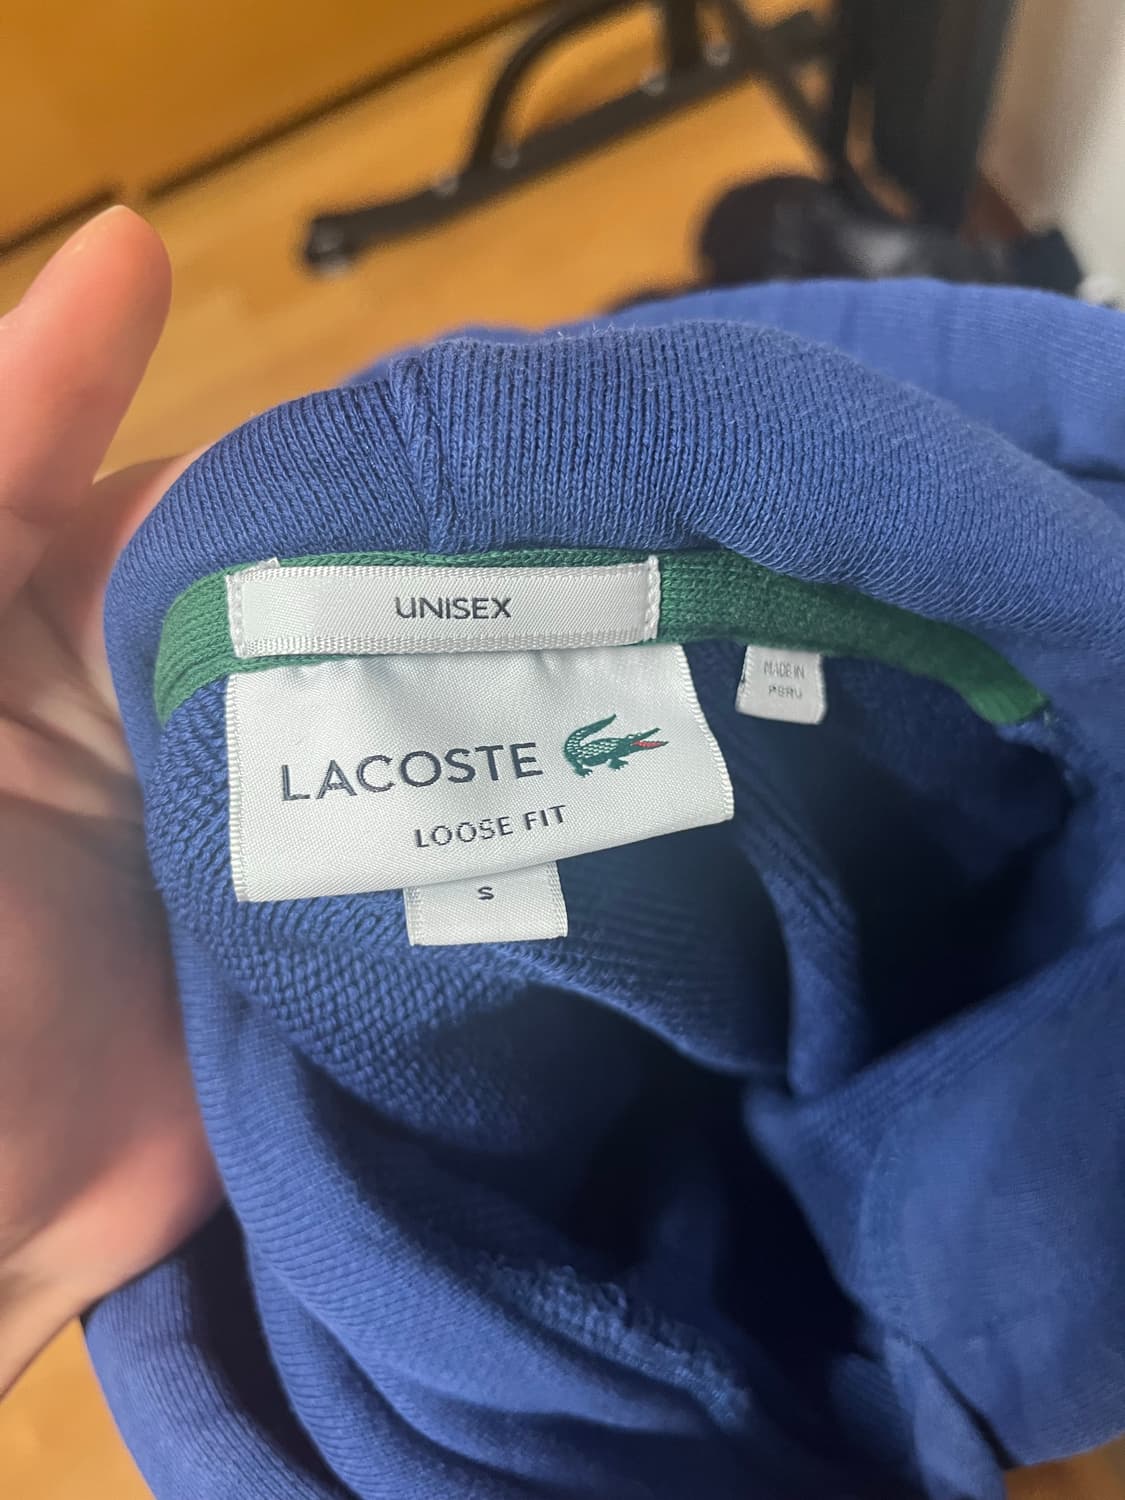 UNISEX
LACOSTE
LOOSE FIT
S
MADE IN
PERU